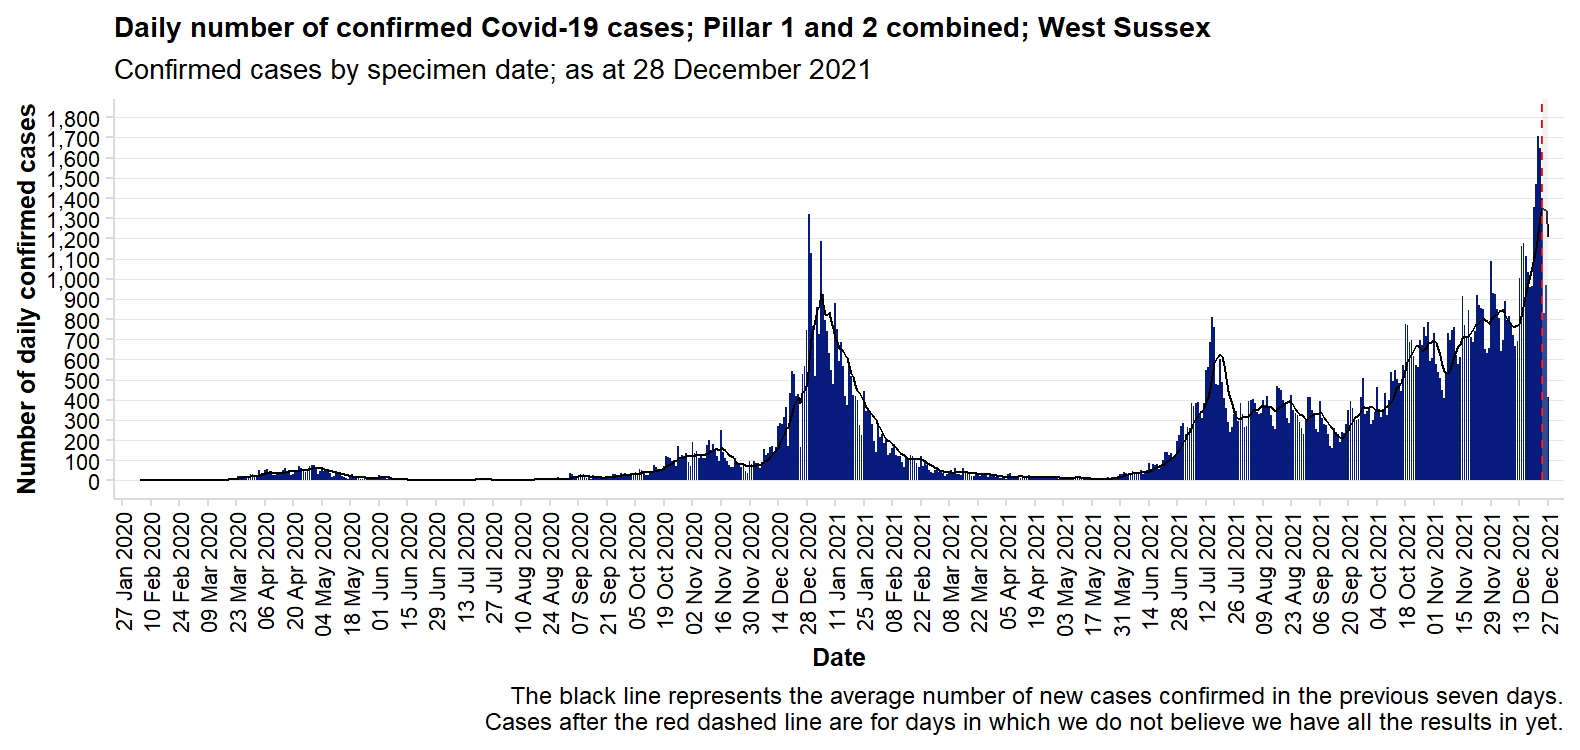 Daily number of confirmed Covid-19 cases; Pillar 1 and 2 combined; West Sussex
Confirmed cases by specimen date; as at 28 December 2021
Number of daily confirmed cases
1,800
1,700
1,600
1,500
1,400
1,300
1,200
1,100
1,000
900
800
700
600
500
400
300
200
100
0
27 Jan 2020
10 Feb 2020
24 Feb 2020
09 Mar 2020
23 Mar 2020
06 Apr 2020
20 Apr 2020
04 May 2020
18 May 2020
01 Jun 2020
15 Jun 2020
29 Jun 2020
13 Jul 2020
27 Jul 2020
10 Aug 2020
24 Aug 2020
07 Sep 2020
21 Sep 2020
05 Oct 2020
19 Oct 2020
02 Nov 2020
16 Nov 2020
30 Nov 2020
14 Dec 2020
28 Dec 2020
11 Jan 2021
25 Jan 2021
08 Feb 2021
22 Feb 2021
08 Mar 2021
22 Mar 2021
05 Apr 2021
19 Apr 2021
03 May 2021
17 May 2021
31 May 2021
14 Jun 2021
28 Jun 2021
12 Jul 2021
26 Jul 2021
09 Aug 2021
23 Aug 2021
06 Sep 2021
20 Sep 2021
04 Oct 2021
18 Oct 2021
01 Nov 2021
15 Nov 2021
29 Nov 2021
13 Dec 2021
27 Dec 2021
Date
The black line represents the average number of new cases confirmed in the previous seven days.
Cases after the red dashed line are for days in which we do not believe we have all the results in yet.